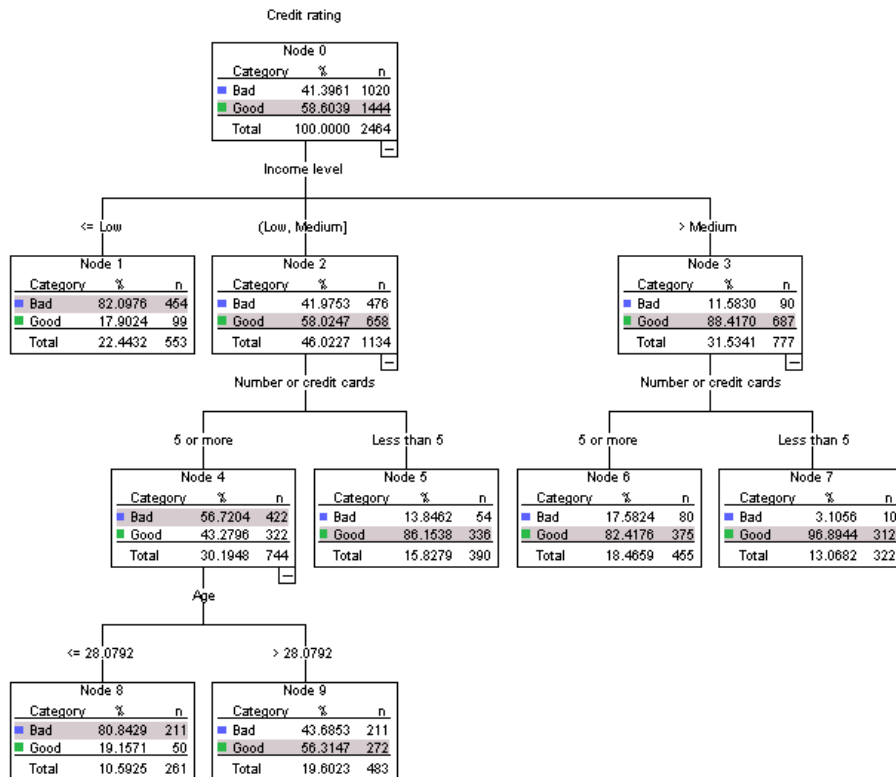 Credit rating
Node 0
Category % n
Bad 41.3961 1020
Good 58.6039 1444
Total 100.0000 2464
Income level
<= Low
(Low, Medium]
> Medium
Node 1
Category % n
Bad 82.0976 454
Good 17.9024 99
Total 22.4432 553
Node 2
Category % n
Bad 41.9753 476
Good 58.0247 658
Total 46.0227 1134
Node 3
Category % n
Bad 11.5830 90
Good 88.4170 687
Total 31.5341 777
Number or credit cards
Number or credit cards
5 or more
Less than 5
5 or more
Less than 5
Node 4
Category % n
Bad 56.7204 422
Good 43.2796 322
Total 30.1948 744
Node 5
Category % n
Bad 13.8462 54
Good 86.1538 336
Total 15.8279 390
Node 6
Category % n
Bad 17.5824 80
Good 82.4176 375
Total 18.4659 455
Node 7
Category % n
Bad 3.1056 10
Good 96.8944 312
Total 13.0682 322
Age
<= 28.0792
> 28.0792
Node 8
Category % n
Bad 80.8429 211
Good 19.1571 50
Total 10.5925 261
Node 9
Category % n
Bad 43.6853 211
Good 56.3147 272
Total 19.6023 483